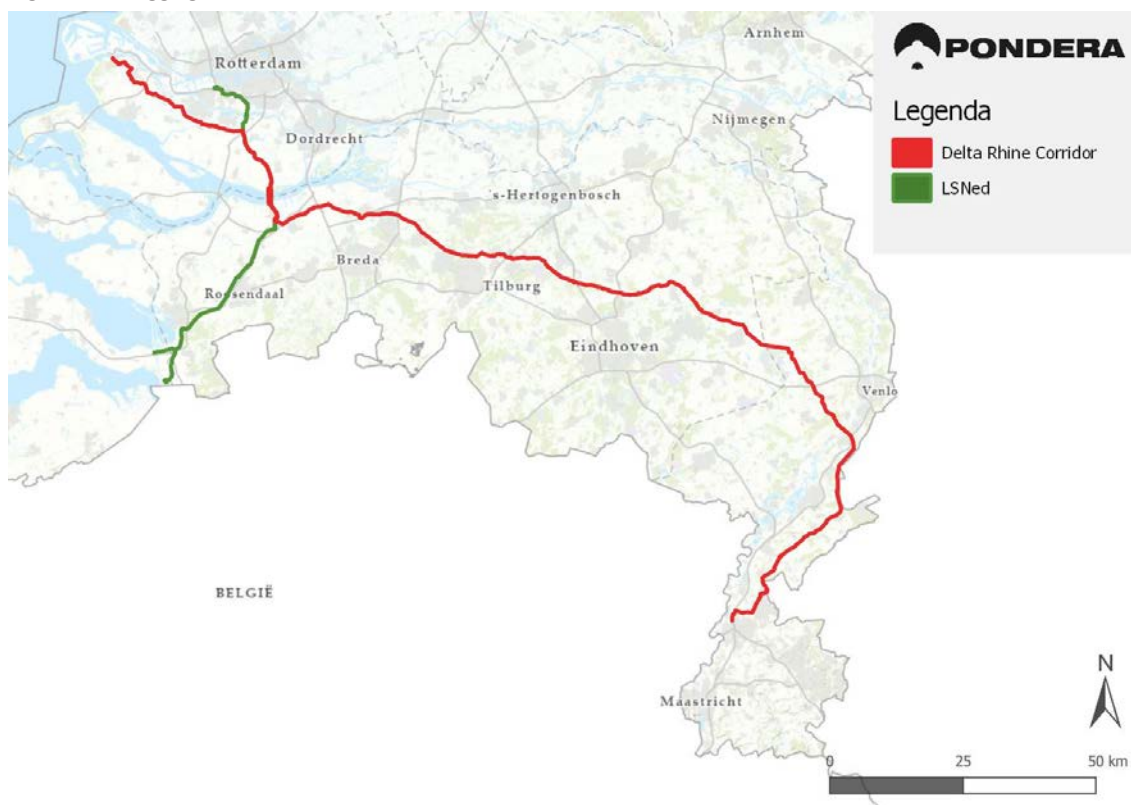 Arnhem
PONDERA
Rotterdam
Legenda
Nijmegen
Dordrecht
Delta Rhine Corridor
LSNed
's-Hertogenbosch
Breda
Tilburg
Roosendaal
Eindhoven
Venlo
BELGIË
N
Maastricht
0 25 50 km